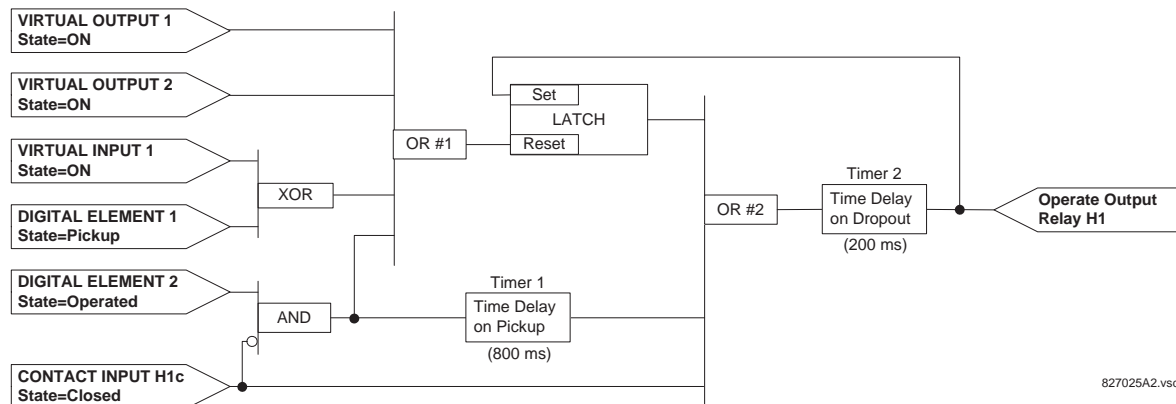 VIRTUAL OUTPUT 1
State=ON
VIRTUAL OUTPUT 2
State=ON
VIRTUAL INPUT 1
State=ON
DIGITAL ELEMENT 1
State=Pickup
DIGITAL ELEMENT 2
State=Operated
CONTACT INPUT H1c
State=Closed
XOR
AND
OR #1
Set
LATCH
Reset
Timer 1
Time Delay
on Pickup
(800 ms)
OR #2
Timer 2
Time Delay
on Dropout
(200 ms)
Operate Output
Relay H1
827025A2.vsd